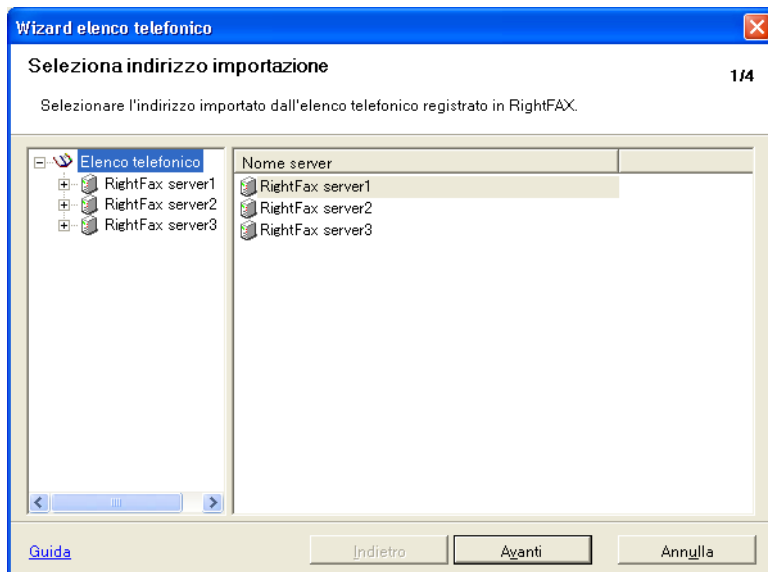 Wizard elenco telefonico
Seleziona indirizzo importazione
1/4
Selezionare l'indirizzo importato dall'elenco telefonico registrato in RightFAX.
Elenco telefonico
RightFax server1
RightFax server2
RightFax server3
Nome server
RightFax server1
RightFax server2
RightFax server3
Guida
Indietro
Avanti
Annulla